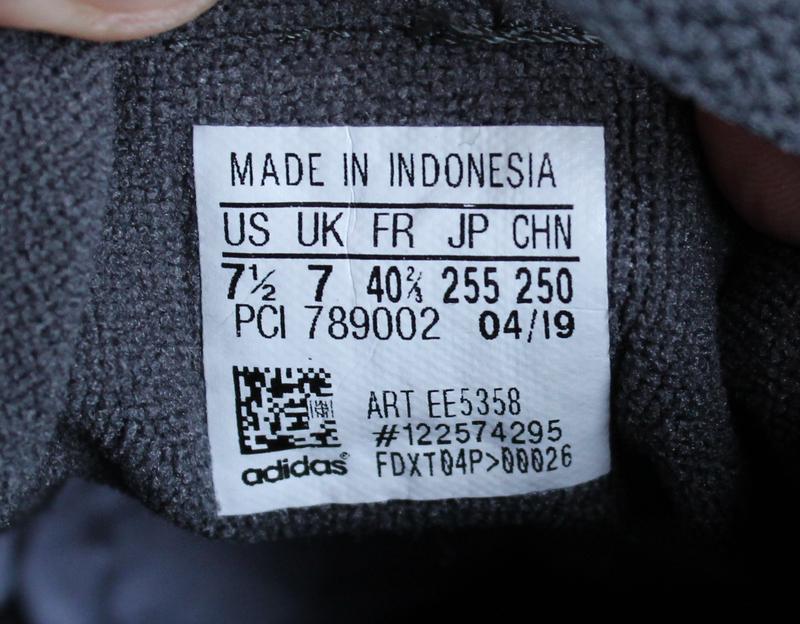 MADE IN INDONESIA
US UK FR JP CHN
7½ 7 40⅔ 255 250
PCI 789002 04/19
ART EE5358
#122574295
adidas® FDXT04P>00026